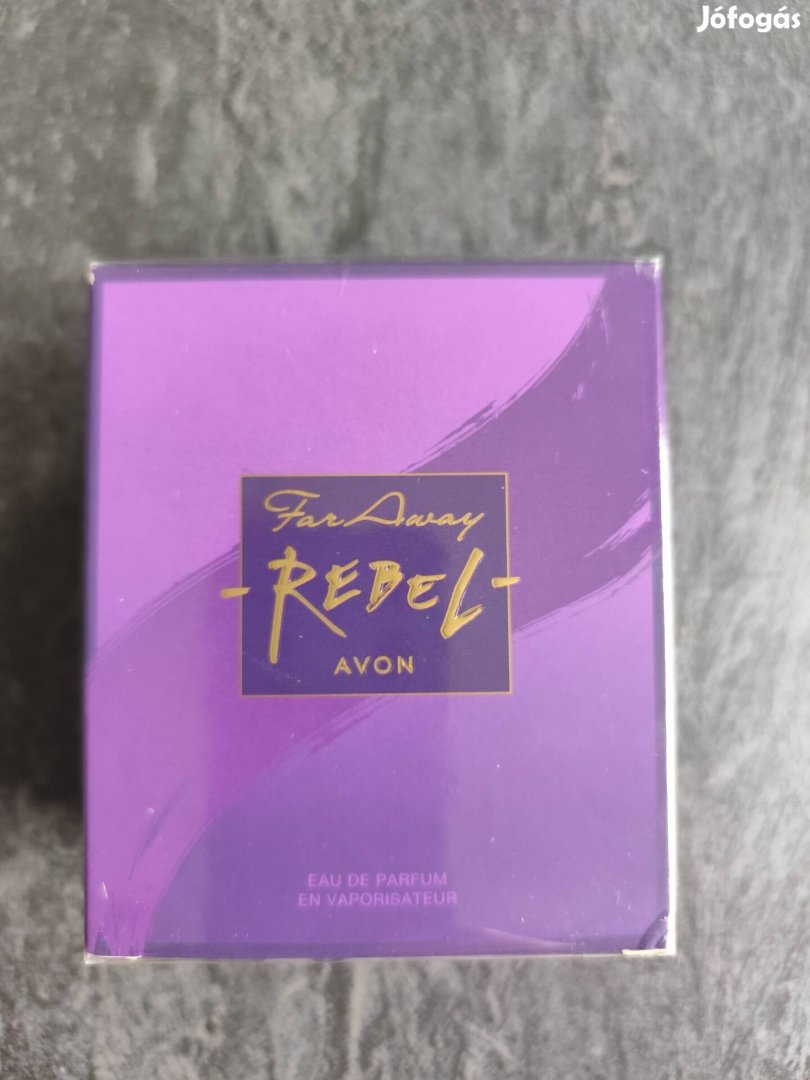 Jófogás
Far Away
-REBEL-
AVON
EAU DE PARFUM
EN VAPORISATEUR